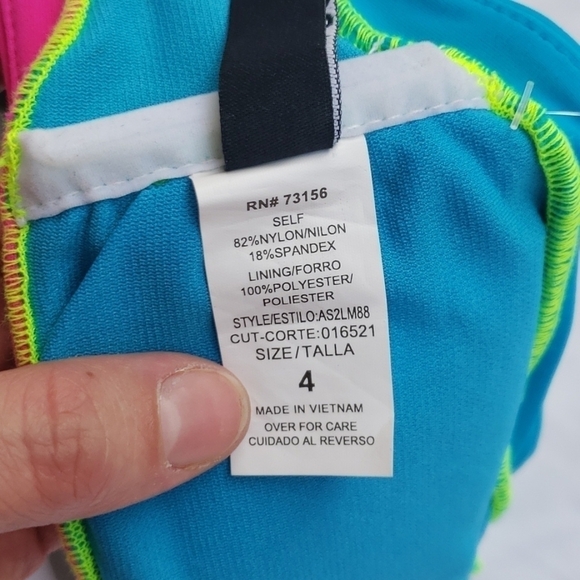 RN# 73156
SELF
82%NYLON/NILON
18%SPANDEX
LINING/FORRO
100%POLYESTER/
POLIESTER
STYLE/ESTILO:AS2LM88
CUT-CORTE:016521
SIZE/TALLA
4
MADE IN VIETNAM
OVER FOR CARE
CUIDADO AL REVERSO